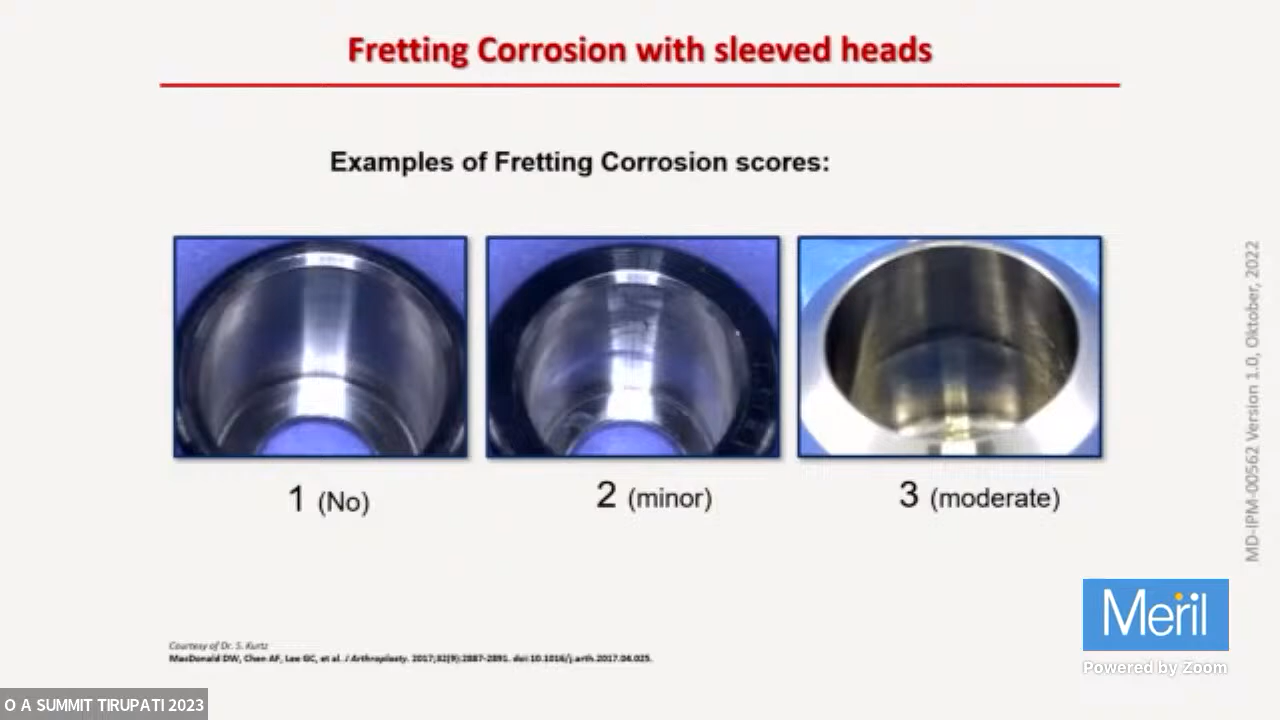 Fretting Corrosion with sleeved heads
Examples of Fretting Corrosion scores:
1 (No)
2 (minor)
3 (moderate)
MD-IPM-00562 Version 1.0, Oktober, 2022
Meril
Powered by Zoom
Courtesy of Dr. S. Kurtz
MacDonald DW, Chen AF, Lee GC, et al. J Arthroplasty. 2017;32(9):2887-2891. doi:10.1016/j.arth.2017.04.025.
O A SUMMIT TIRUPATI 2023